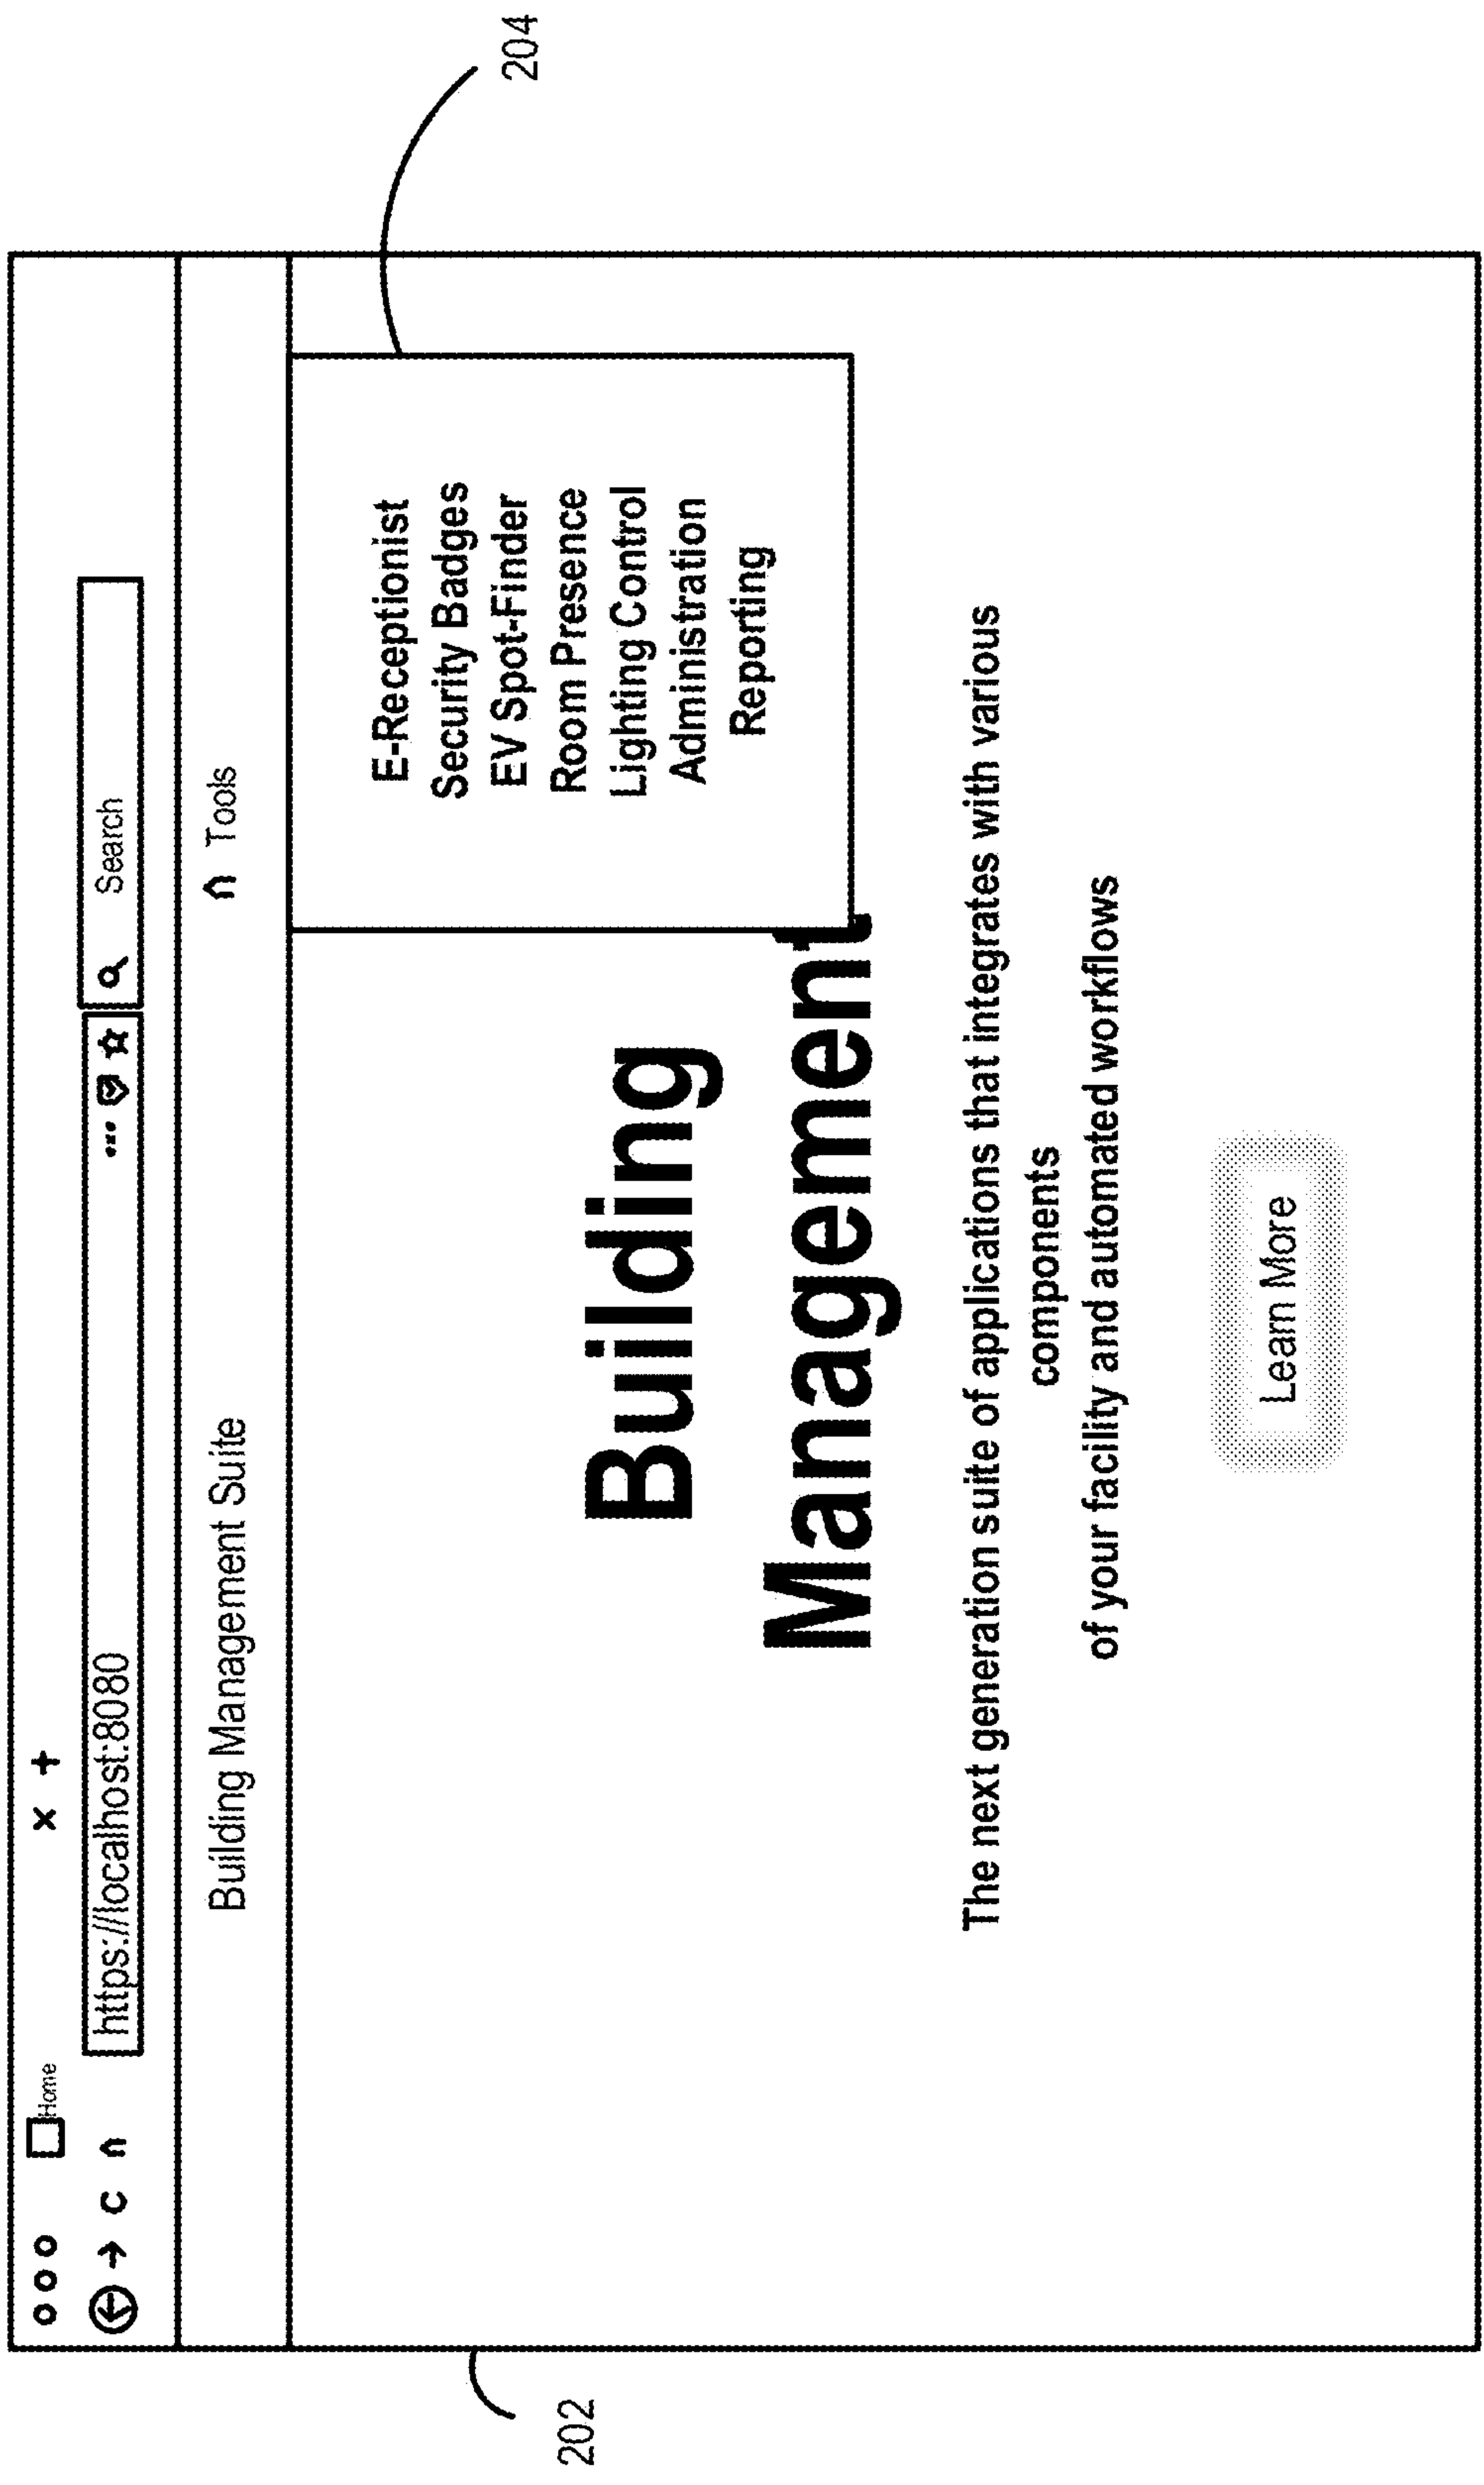 Home × +
https://localhost:8080 ... Search
Building Management Suite
Tools
204
E-Receptionist
Security Badges
EV Spot-Finder
Room Presence
Lighting Control
Administration
Reporting
202
Building
Management
The next generation suite of applications that integrates with various
components
of your facility and automated workflows
Learn More